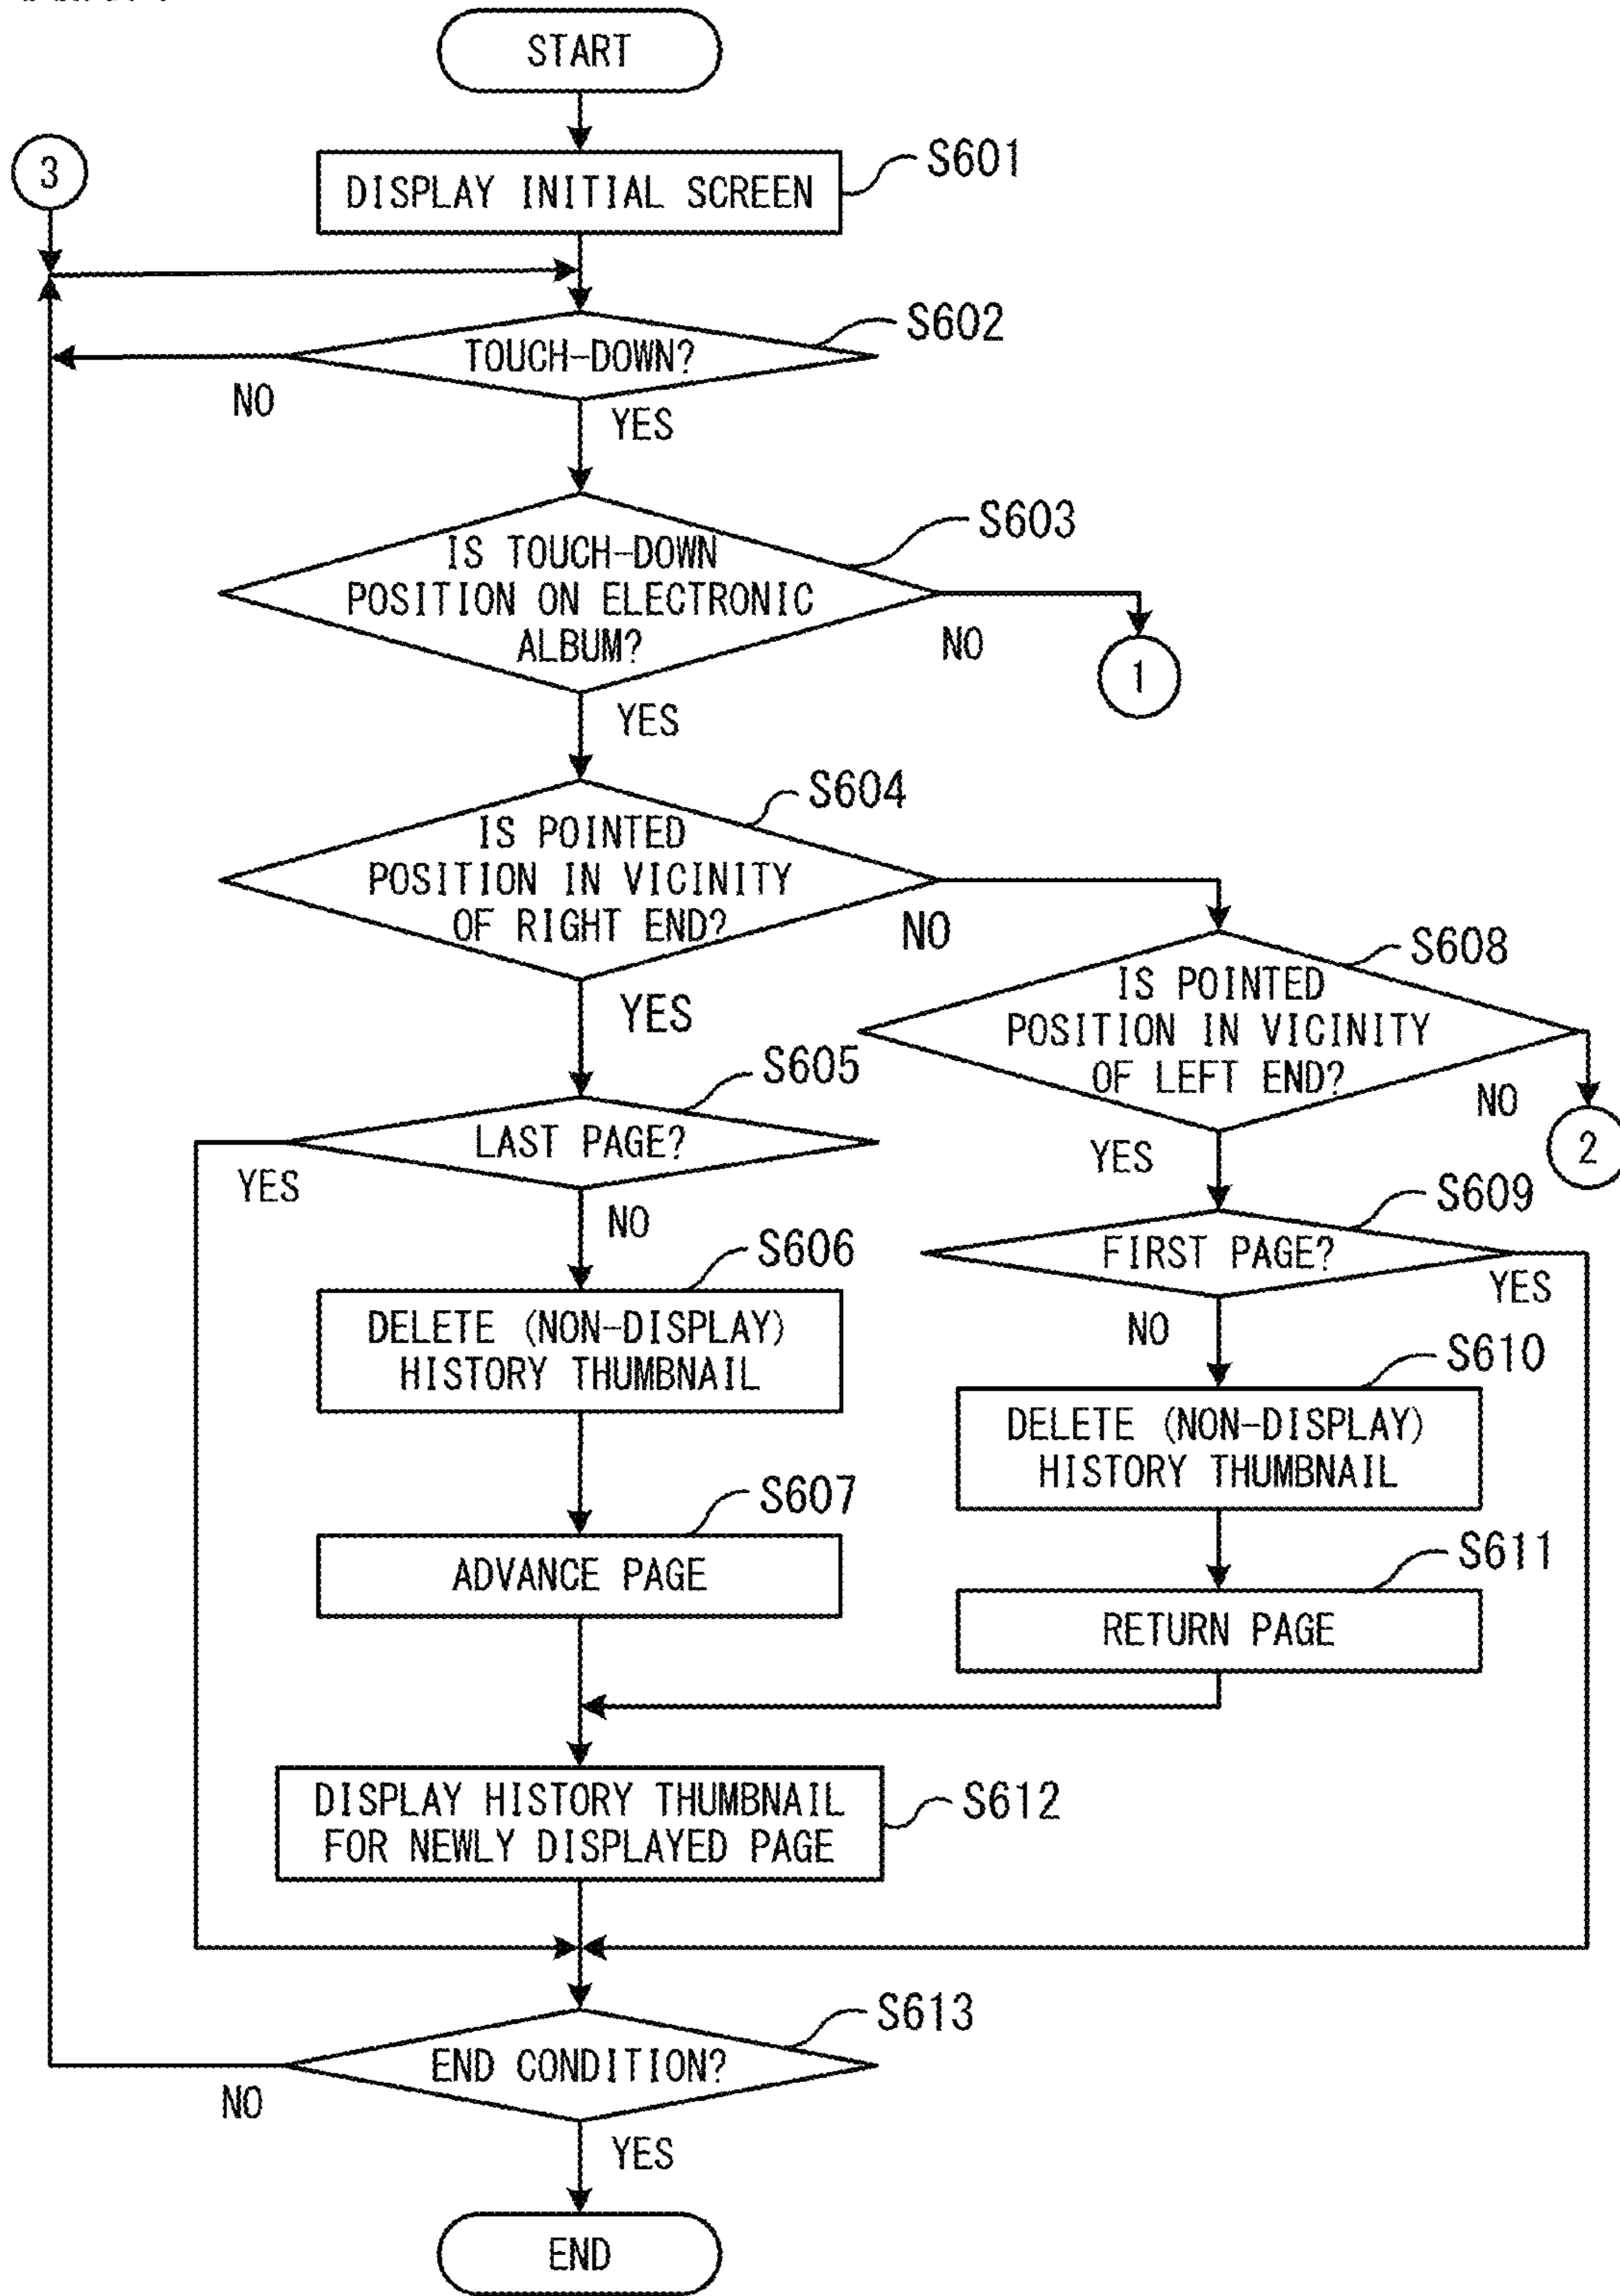 START
3
DISPLAY INITIAL SCREEN
S601
TOUCH-DOWN?
S602
NO
YES
IS TOUCH-DOWN
POSITION ON ELECTRONIC
ALBUM?
S603
NO
1
YES
IS POINTED
POSITION IN VICINITY
OF RIGHT END?
S604
NO
YES
IS POINTED
POSITION IN VICINITY
OF LEFT END?
S608
NO
2
YES
LAST PAGE?
S605
YES
NO
FIRST PAGE?
S609
YES
NO
DELETE (NON-DISPLAY)
HISTORY THUMBNAIL
S606
DELETE (NON-DISPLAY)
HISTORY THUMBNAIL
S610
ADVANCE PAGE
S607
RETURN PAGE
S611
DISPLAY HISTORY THUMBNAIL
FOR NEWLY DISPLAYED PAGE
S612
END CONDITION?
S613
NO
YES
END